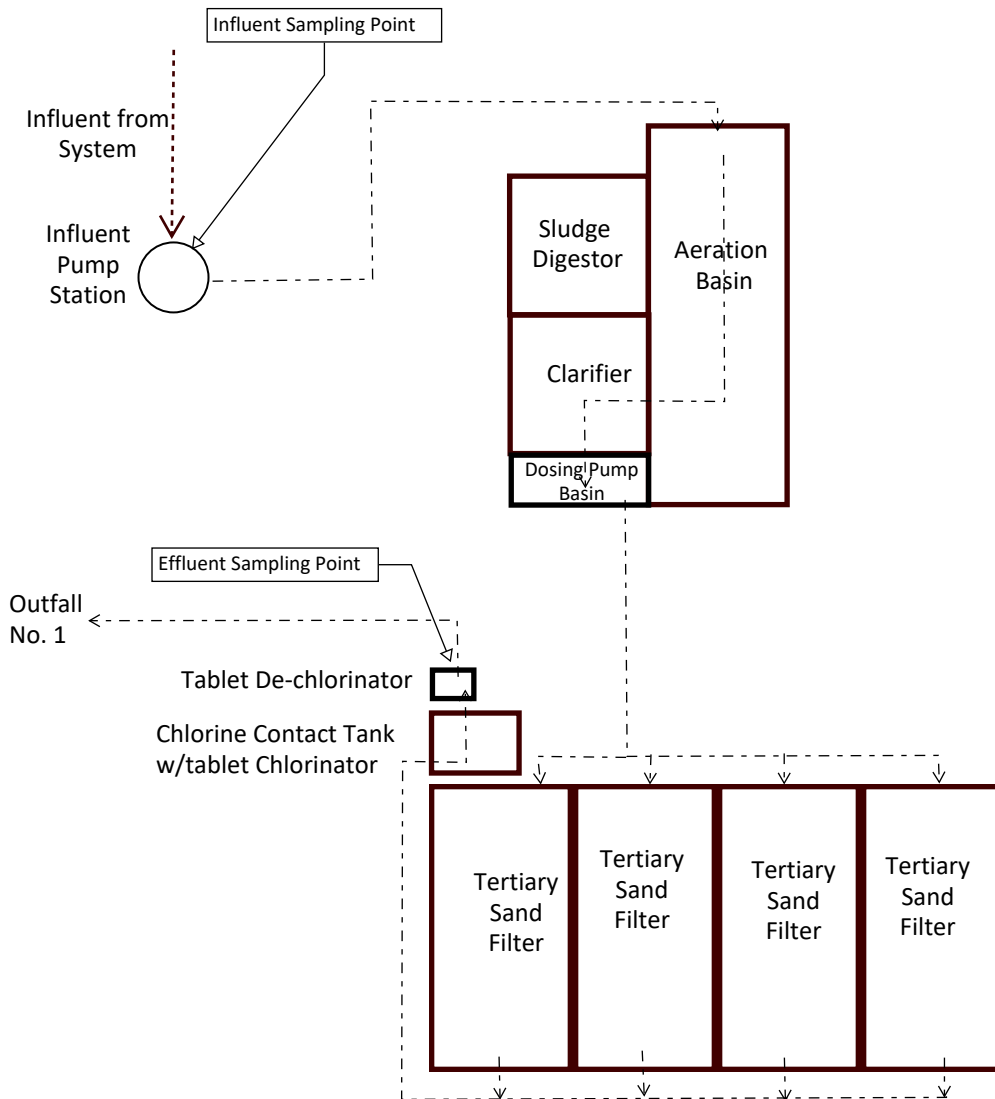 Influent Sampling Point
Influent from
System
Influent
Pump
Station
Sludge
Digestor
Aeration
Basin
Clarifier
Dosing Pump
Basin
Effluent Sampling Point
Outfall
No. 1
Tablet De-chlorinator
Chlorine Contact Tank
w/tablet Chlorinator
Tertiary
Sand
Filter
Tertiary
Sand
Filter
Tertiary
Sand
Filter
Tertiary
Sand
Filter